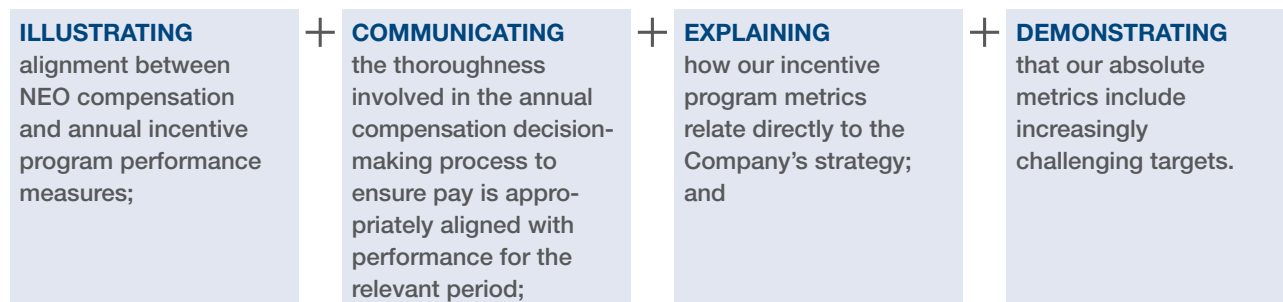 ILLUSTRATING
alignment between
NEO compensation
and annual incentive
program performance
measures;
+
COMMUNICATING
the thoroughness
involved in the annual
compensation decision-
making process to
ensure pay is appro-
priately aligned with
performance for the
relevant period;
+
EXPLAINING
how our incentive
program metrics
relate directly to the
Company’s strategy;
and
+
DEMONSTRATING
that our absolute
metrics include
increasingly
challenging targets.